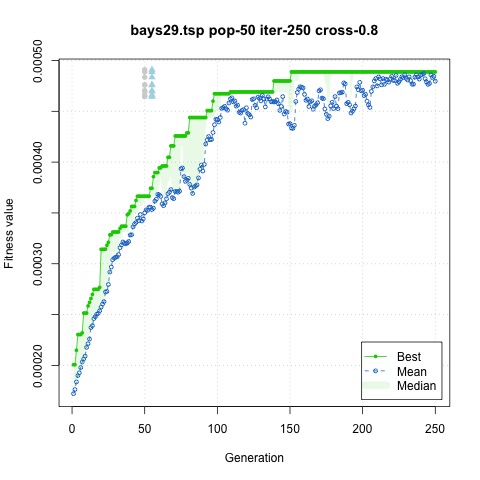 bays29.tsp pop-50 iter-250 cross-0.8
Fitness value
0.00050
0.00040
0.00030
0.00020
Best
Mean
Median
0 50 100 150 200 250
Generation